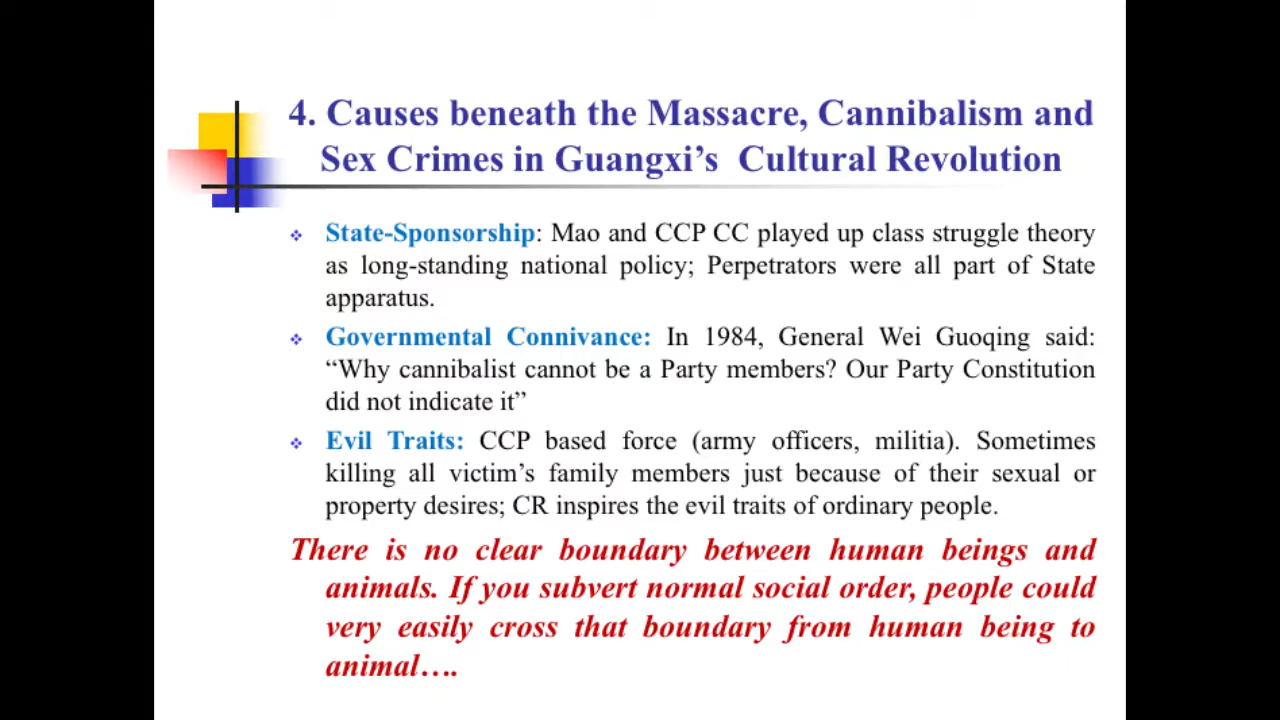 4. Causes beneath the Massacre, Cannibalism and
Sex Crimes in Guangxi’s Cultural Revolution
State-Sponsorship: Mao and CCP CC played up class struggle theory
as long-standing national policy; Perpetrators were all part of State
apparatus.
Governmental Connivance: In 1984, General Wei Guoqing said:
“Why cannibalist cannot be a Party members? Our Party Constitution
did not indicate it”
Evil Traits: CCP based force (army officers, militia). Sometimes
killing all victim’s family members just because of their sexual or
property desires; CR inspires the evil traits of ordinary people.
There is no clear boundary between human beings and
animals. If you subvert normal social order, people could
very easily cross that boundary from human being to
animal….